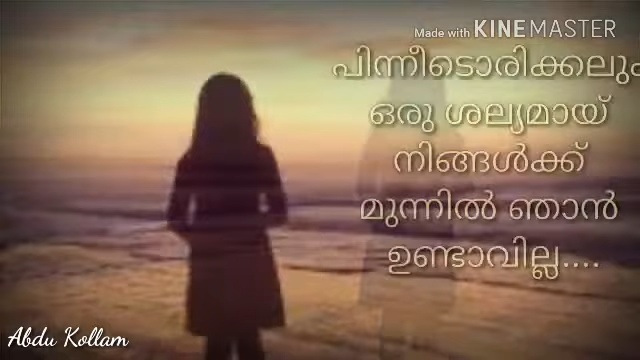 Made with KINEMASTER
പിന്നീടൊരിക്കലും
ഒരു ശല്യമായ്
നിങ്ങൾക്ക്
മുന്നിൽ ഞാൻ
ഉണ്ടാവില്ല....
Abdu Kollam